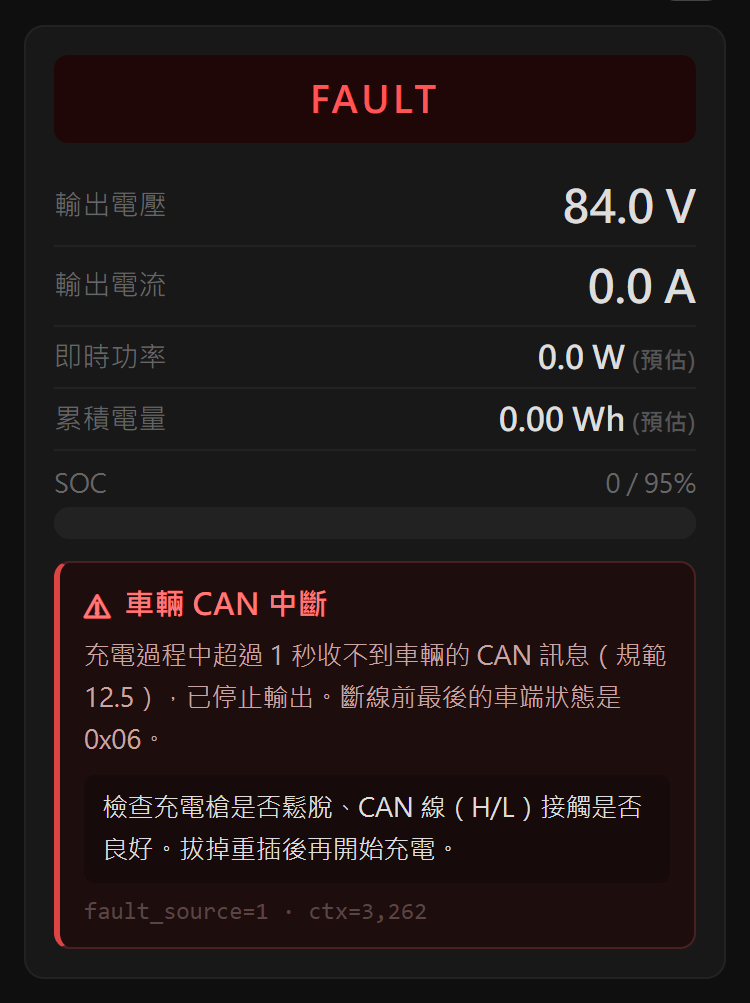 FAULT
輸出電壓 84.0 V
輸出電流 0.0 A
即時功率 0.0 W (預估)
累積電量 0.00 Wh (預估)
SOC 0 / 95%
⚠ 車輛 CAN 中斷
充電過程中超過 1 秒收不到車輛的 CAN 訊息（規範
12.5），已停止輸出。斷線前最後的車端狀態是
0x06。
檢查充電槍是否鬆脫、CAN 線（H/L）接觸是否
良好。拔掉重插後再開始充電。
fault_source=1 · ctx=3,262